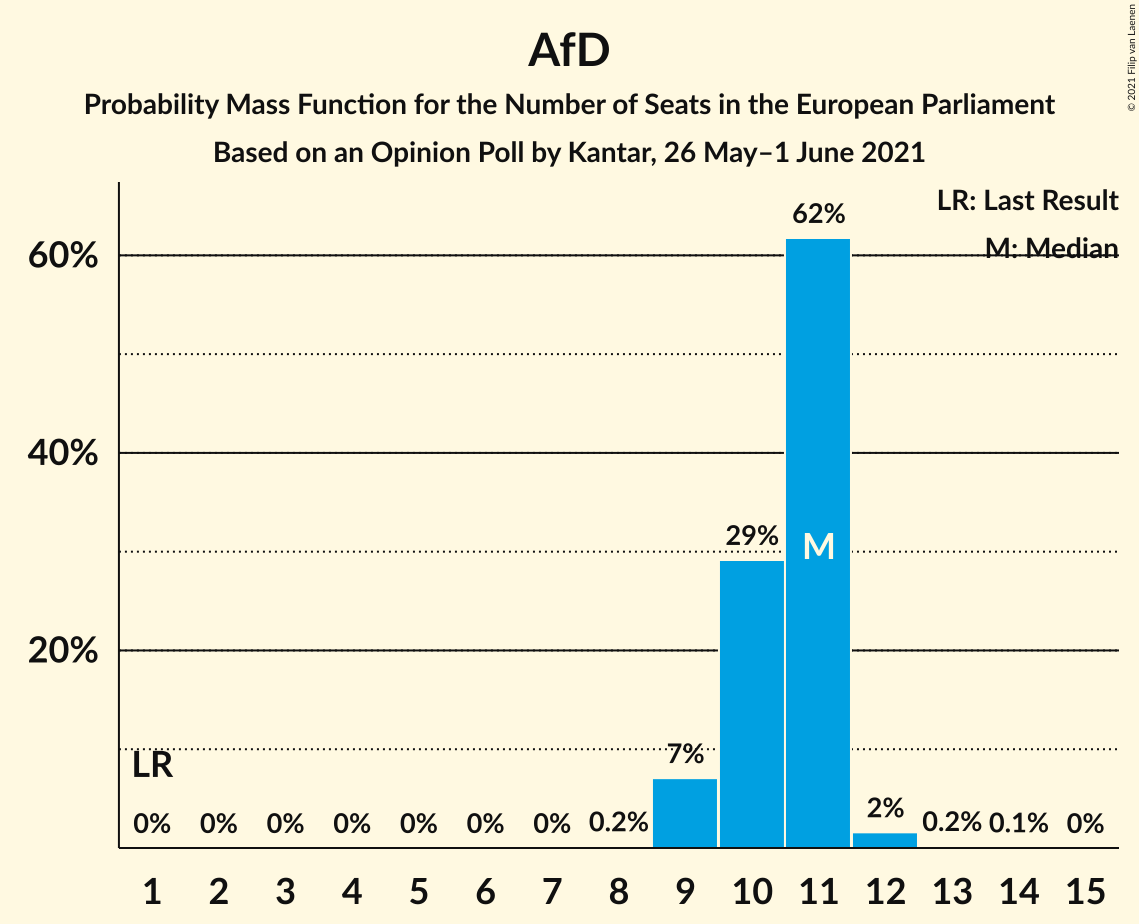 © 2021 Filip van Laenen
AfD
Probability Mass Function for the Number of Seats in the European Parliament
Based on an Opinion Poll by Kantar, 26 May–1 June 2021
LR: Last Result
M: Median
62%
60%
40%
29%
M
20%
7%
LR
2%
0% 0% 0% 0% 0% 0% 0% 0.2% 0.2% 0.1% 0%
1 2 3 4 5 6 7 8 9 10 11 12 13 14 15